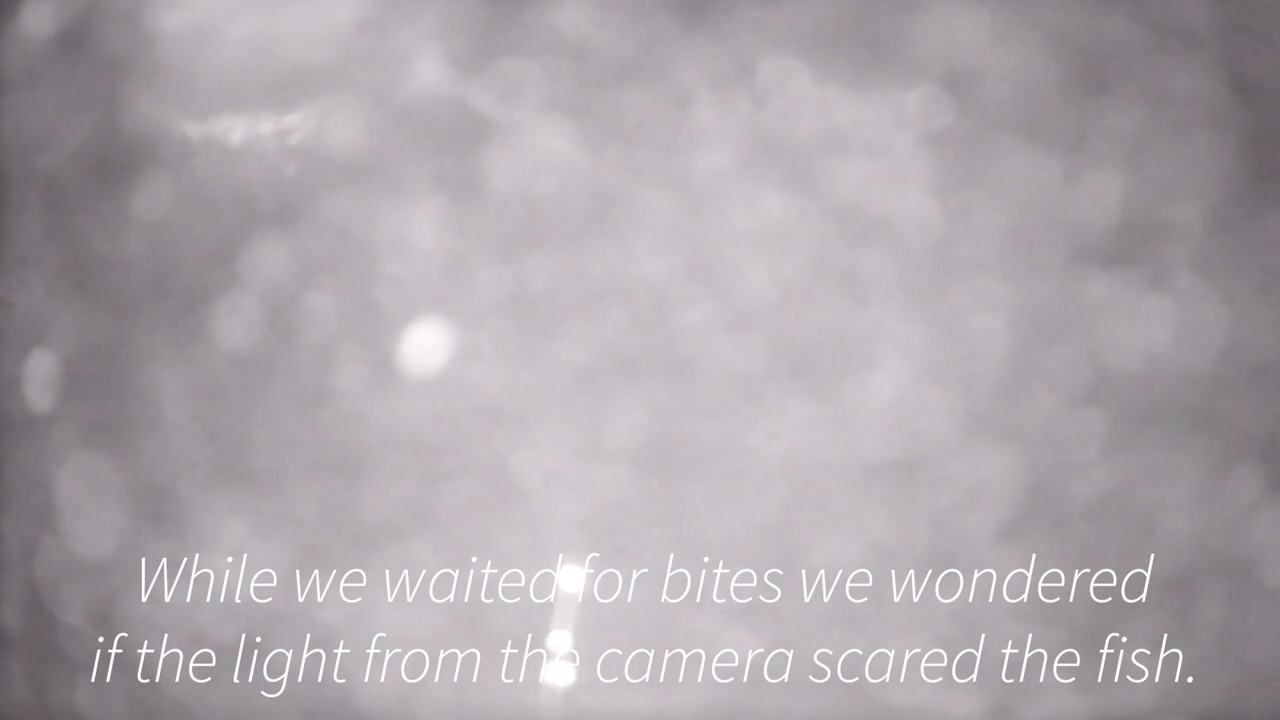 While we waited for bites we wondered
if the light from the camera scared the fish.